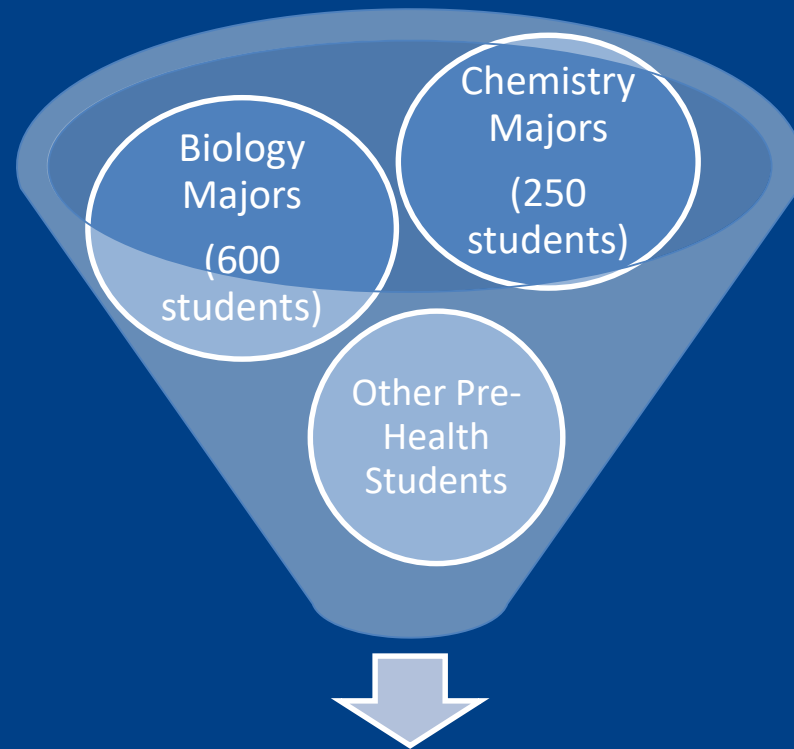 Biology
Majors
(600
students)
Chemistry
Majors
(250
students)
Other Pre-
Health
Students